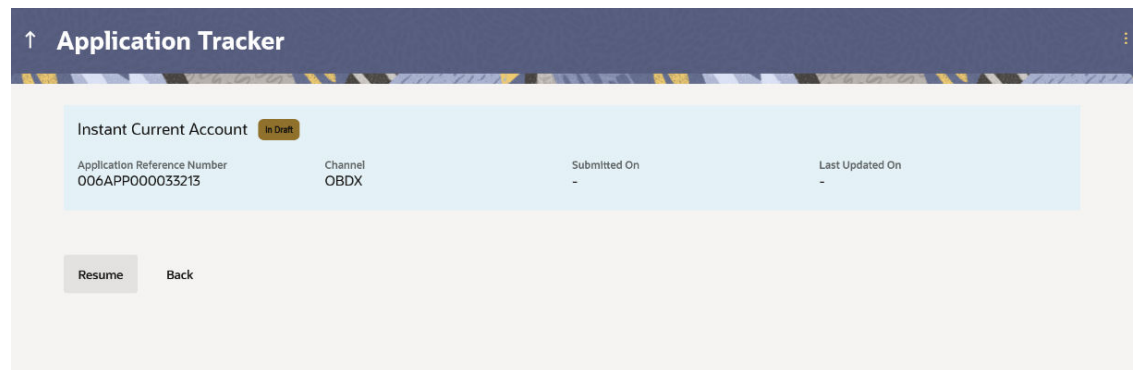 Application Tracker
Instant Current Account In Draft
Application Reference Number Channel Submitted On Last Updated On
006APP000033213 OBDX - -
Resume Back